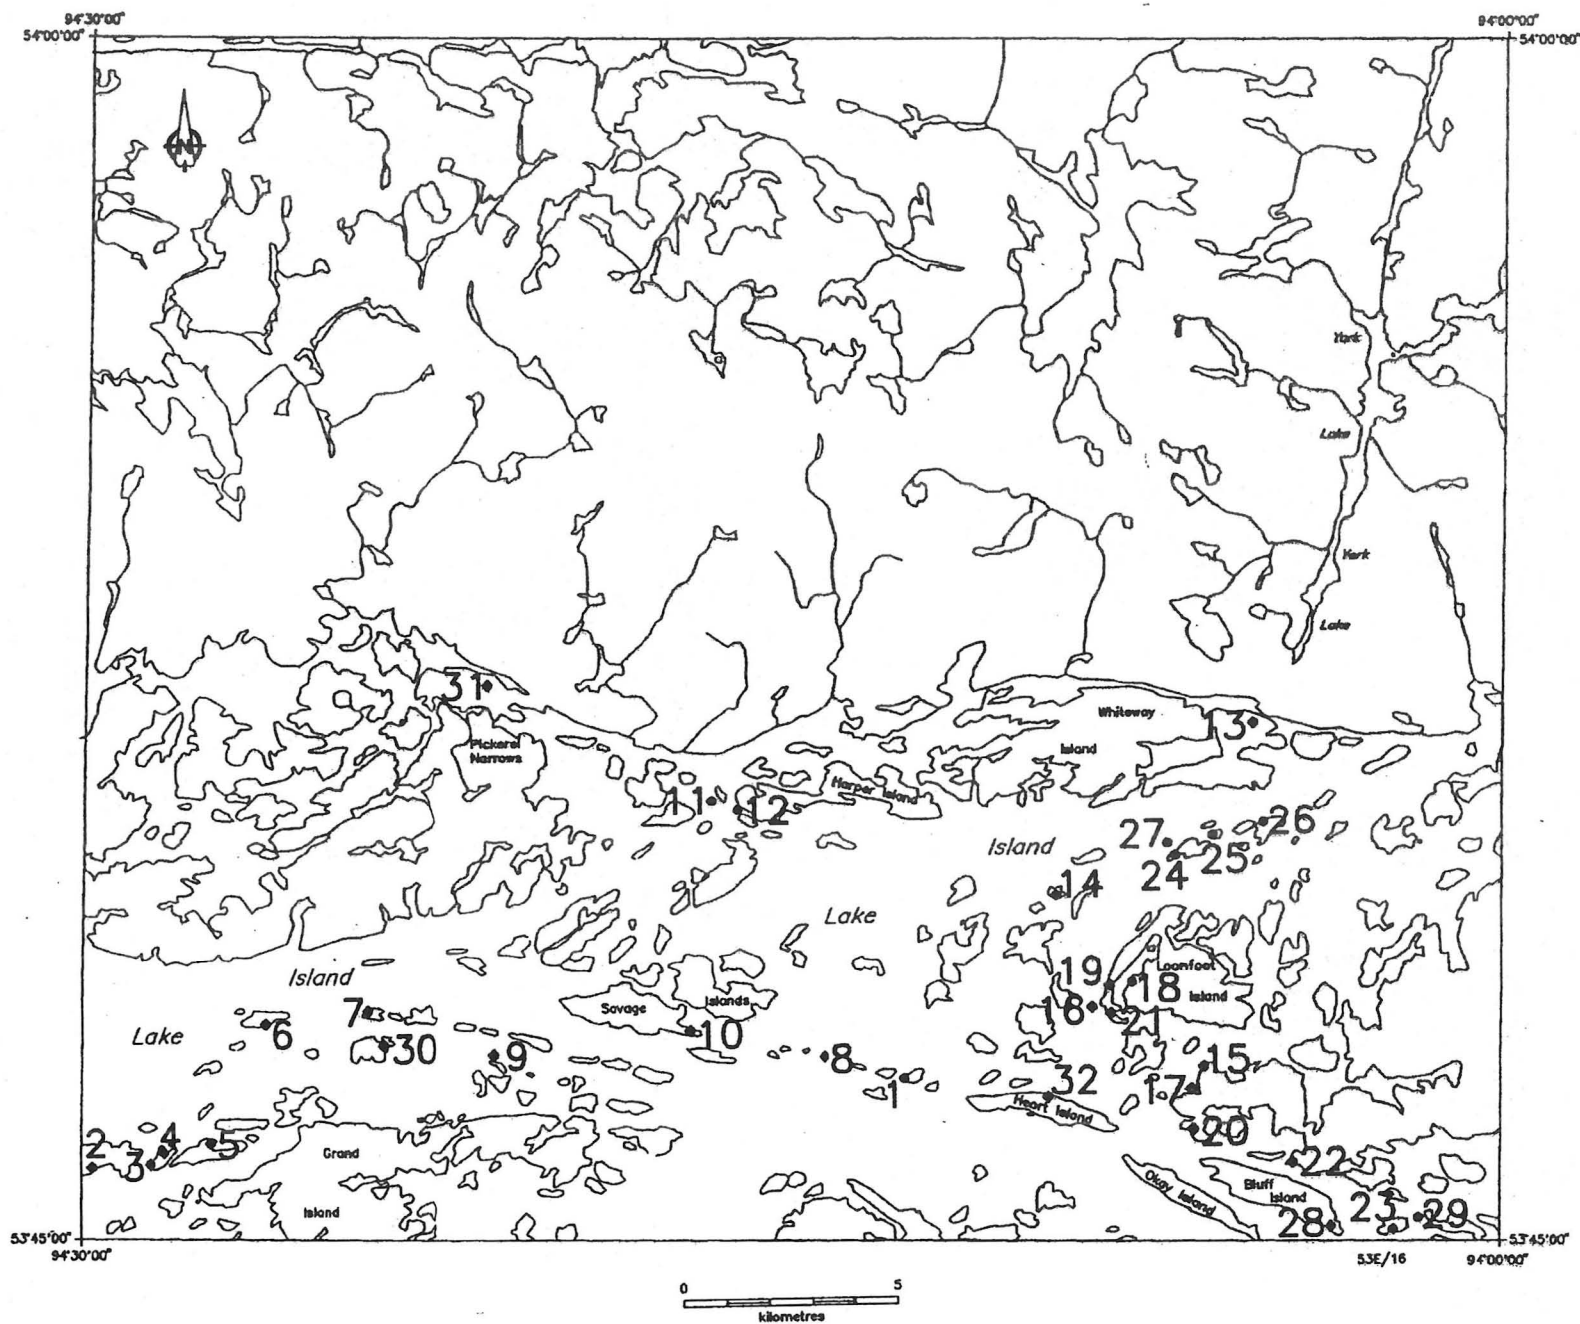 94°30'00"
94°00'00"
54°00'00"
54°00'00"
N
York
Lake
York
Lake
31
Whiteway
13
Pickerel
Narrows
Island
Harper Island
11
12
26
27
Island
25
24
14
Lake
Loonfoot
19
18
Island
Island
Savage
Islands
16
21
7
6
Lake
10
30
9
8
15
1
32
17
Heart Island
20
4
2
5
3
Grand
22
Okay Island
Bluff
Island
Island
28
23
29
53°45'00"
53°45'00"
94°30'00"
53E/16
94°00'00"
0 5
kilometres